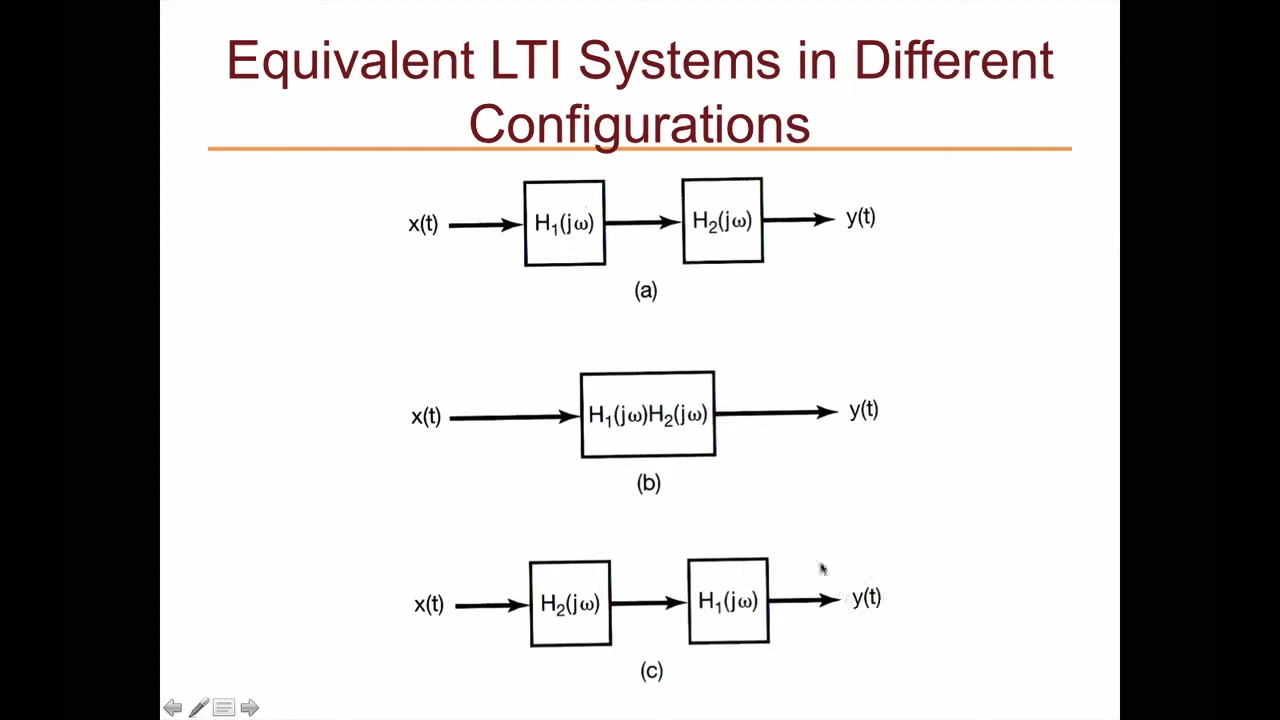 Equivalent LTI Systems in Different
Configurations
x(t) H₁(jω) H₂(jω) y(t)
(a)
x(t) H₁(jω)H₂(jω) y(t)
(b)
x(t) H₂(jω) H₁(jω) y(t)
(c)